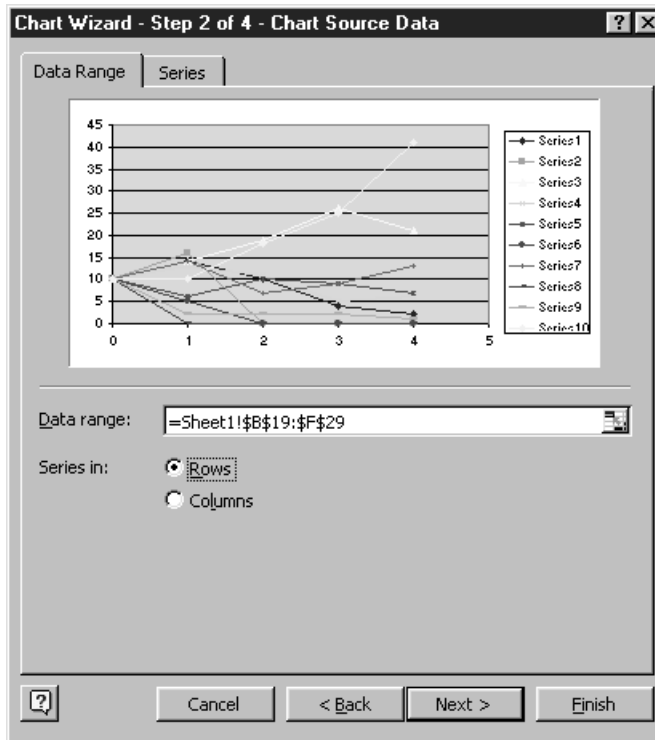 Chart Wizard - Step 2 of 4 - Chart Source Data
Data Range
Series
45
40
35
30
25
20
15
10
5
0
0 1 2 3 4 5
Series1
Series2
Series3
Series4
Series5
Series6
Series7
Series8
Series9
Series10
Data range:
=Sheet1!$B$19:$F$29
Series in:
Rows
Columns
Cancel
< Back
Next >
Finish